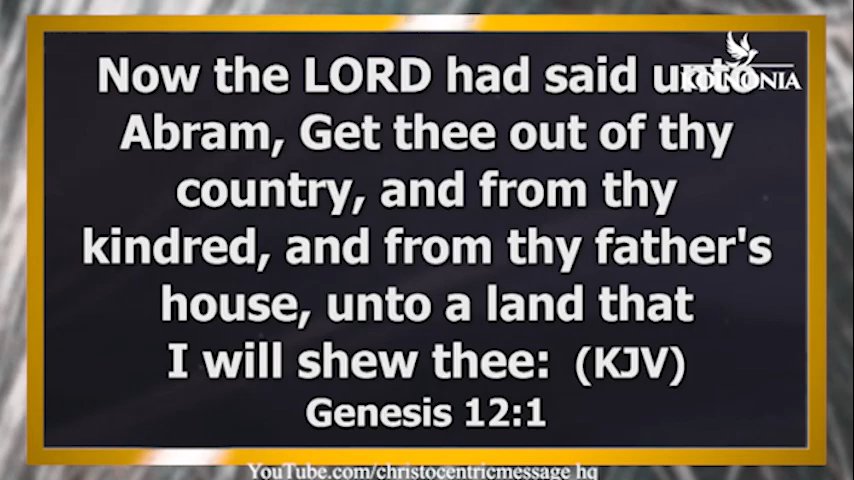 Now the LORD had said unto
KOINONIA
Abram, Get thee out of thy
country, and from thy
kindred, and from thy father's
house, unto a land that
I will shew thee: (KJV)
Genesis 12:1
YouTube.com/christocentricmessage hq